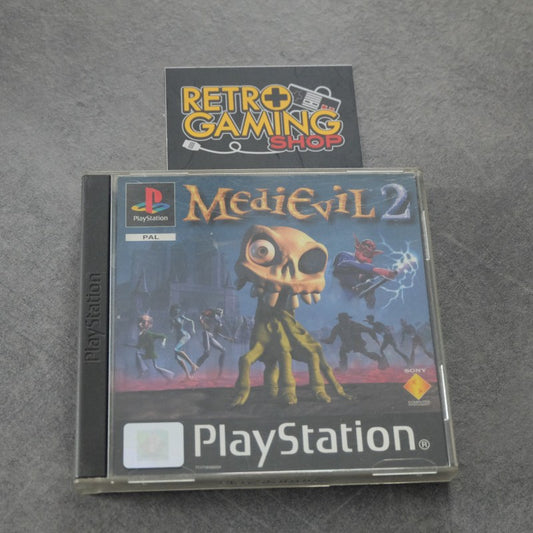 RETRO
GAMING
SHOP
PlayStation
PAL
MEDIEVIL 2
PlayStation
SONY
PlayStation®